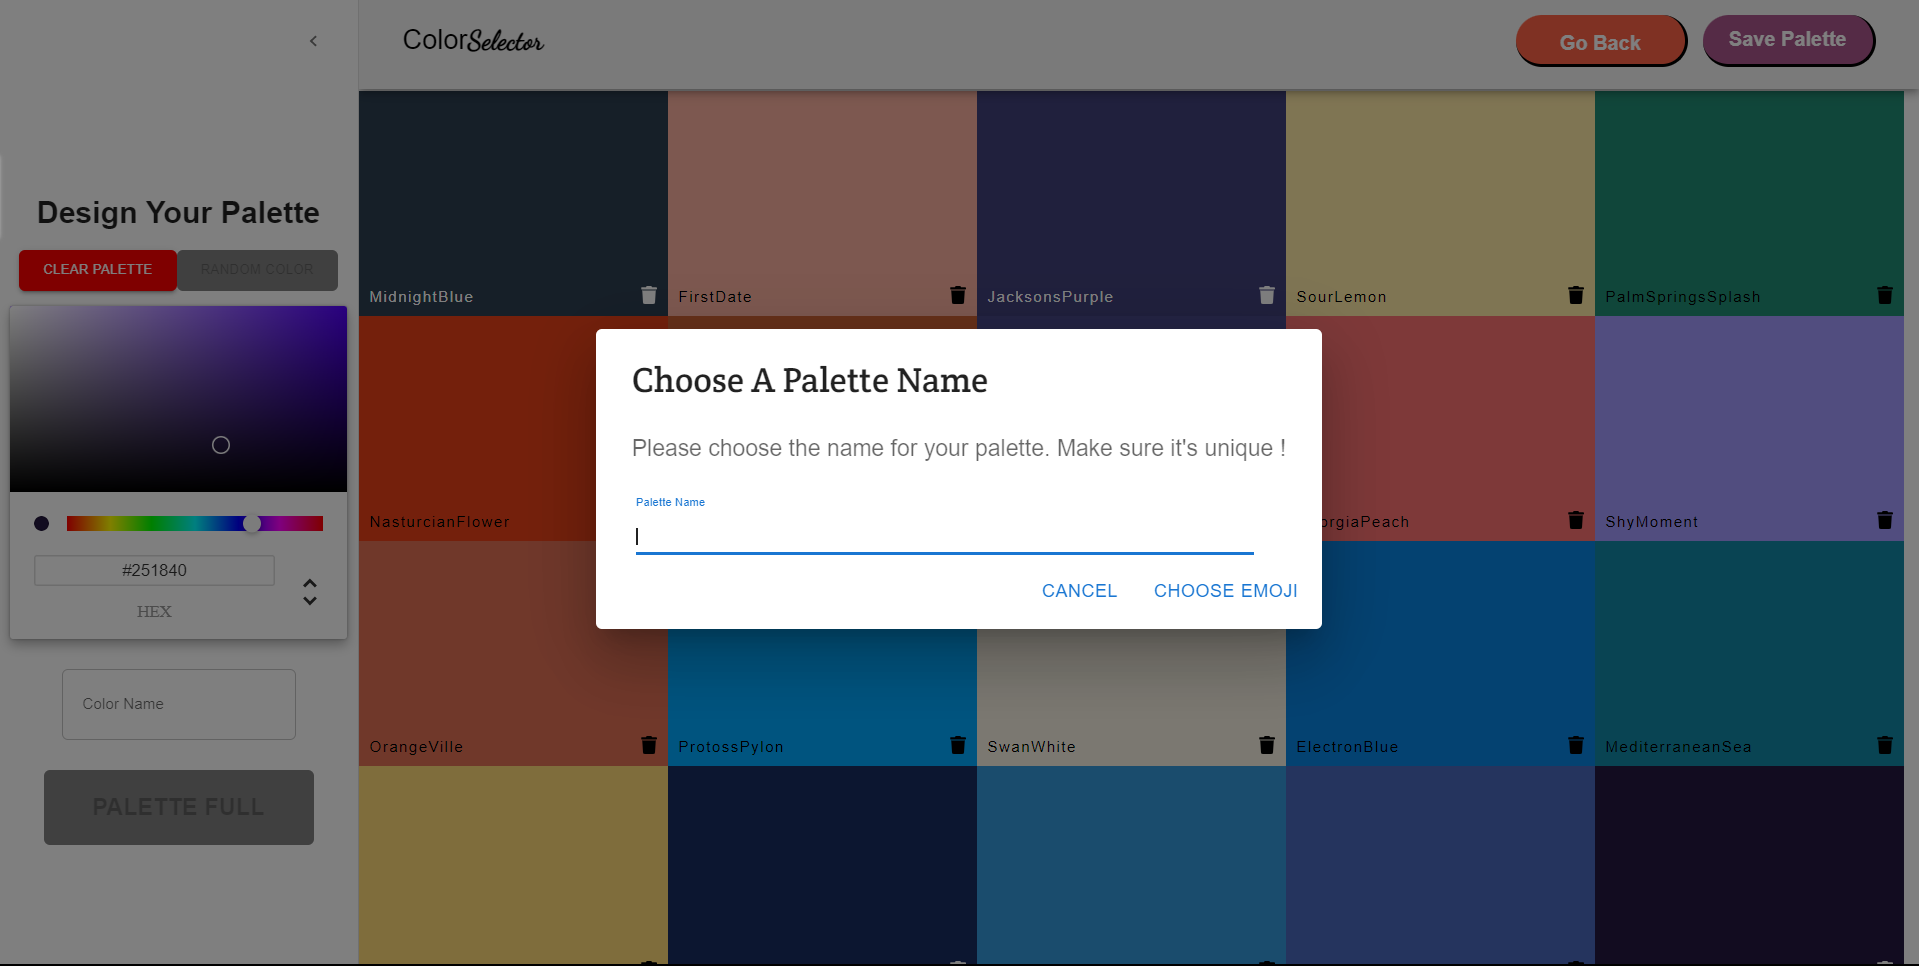 ColorSelector
Go Back
Save Palette
Design Your Palette
CLEAR PALETTE
RANDOM COLOR
#251840
HEX
Color Name
PALETTE FULL
MidnightBlue
FirstDate
JacksonsPurple
SourLemon
PalmSpringsSplash
NasturcianFlower
orgiaPeach
ShyMoment
Choose A Palette Name
Please choose the name for your palette. Make sure it's unique !
Palette Name
CANCEL
CHOOSE EMOJI
OrangeVille
ProtossPylon
SwanWhite
ElectronBlue
MediterraneanSea